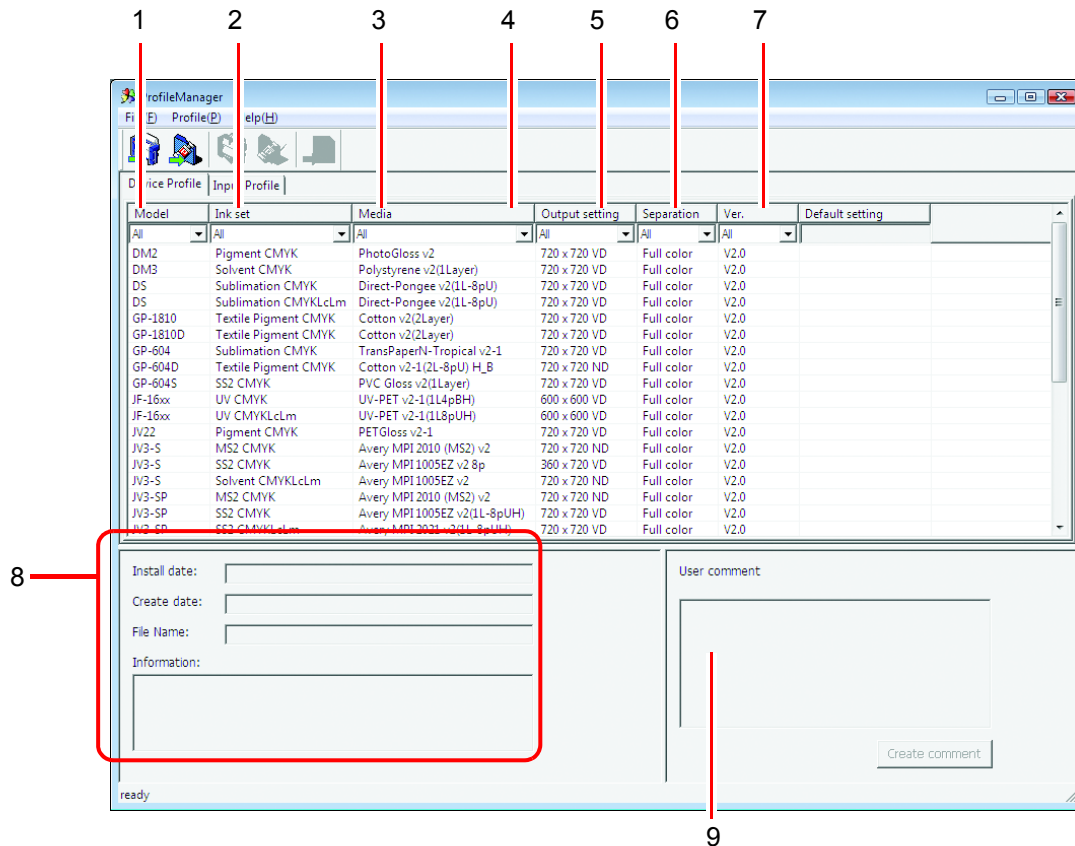 1 2 3 4 5 6 7
ProfileManager
Fi (F) Profile(P) elp(H)
Device Profile Input Profile
Model Ink set Media Output setting Separation Ver. Default setting
All All All All All All
DM2 Pigment CMYK PhotoGloss v2 720 x 720 VD Full color V2.0
DM3 Solvent CMYK Polystyrene v2(1Layer) 720 x 720 VD Full color V2.0
DS Sublimation CMYK Direct-Pongee v2(1L-8pU) 720 x 720 VD Full color V2.0
DS Sublimation CMYKLcLm Direct-Pongee v2(1L-8pU) 720 x 720 VD Full color V2.0
GP-1810 Textile Pigment CMYK Cotton v2(2Layer) 720 x 720 VD Full color V2.0
GP-1810D Textile Pigment CMYK Cotton v2(2Layer) 720 x 720 VD Full color V2.0
GP-604 Sublimation CMYK TransPaperN-Tropical v2-1 720 x 720 VD Full color V2.0
GP-604D Textile Pigment CMYK Cotton v2-1(2L-8pU) H_B 720 x 720 ND Full color V2.0
GP-604S SS2 CMYK PVC Gloss v2(1Layer) 720 x 720 VD Full color V2.0
JF-16xx UV CMYK UV-PET v2-1(1L4pBH) 600 x 600 VD Full color V2.0
JF-16xx UV CMYKLcLm UV-PET v2-1(1L8pUH) 600 x 600 VD Full color V2.0
JV22 Pigment CMYK PETGloss v2-1 720 x 720 VD Full color V2.0
JV3-S MS2 CMYK Avery MPI 2010 (MS2) v2 720 x 720 ND Full color V2.0
JV3-S SS2 CMYK Avery MPI 1005EZ v2 8p 360 x 720 VD Full color V2.0
JV3-S Solvent CMYKLcLm Avery MPI 1005EZ v2 720 x 720 ND Full color V2.0
JV3-SP MS2 CMYK Avery MPI 2010 (MS2) v2 720 x 720 ND Full color V2.0
JV3-SP SS2 CMYK Avery MPI 1005EZ v2(1L-8pUH) 720 x 720 VD Full color V2.0
JV3-SP SS2 CMYKLcLm Avery MPI 2021 v2(1L-8pUH) 720 x 720 VD Full color V2.0
8
Install date:
Create date:
File Name:
Information:
User comment
Create comment
ready
9